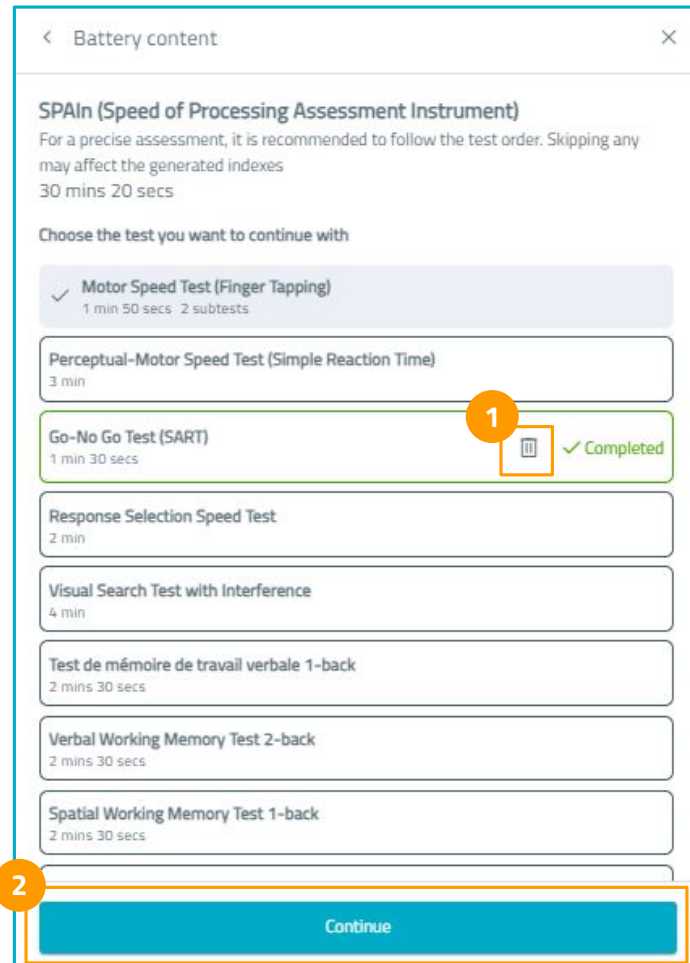 Battery content
SPAIn (Speed of Processing Assessment Instrument)
For a precise assessment, it is recommended to follow the test order. Skipping any
may affect the generated indexes
30 mins 20 secs
Choose the test you want to continue with
Motor Speed Test (Finger Tapping)
1 min 50 secs 2 subtests
Perceptual-Motor Speed Test (Simple Reaction Time)
3 min
1
Go-No Go Test (SART)
1 min 30 secs
Completed
Response Selection Speed Test
2 min
Visual Search Test with Interference
4 min
Test de mémoire de travail verbale 1-back
2 mins 30 secs
Verbal Working Memory Test 2-back
2 mins 30 secs
Spatial Working Memory Test 1-back
2 mins 30 secs
2
Continue